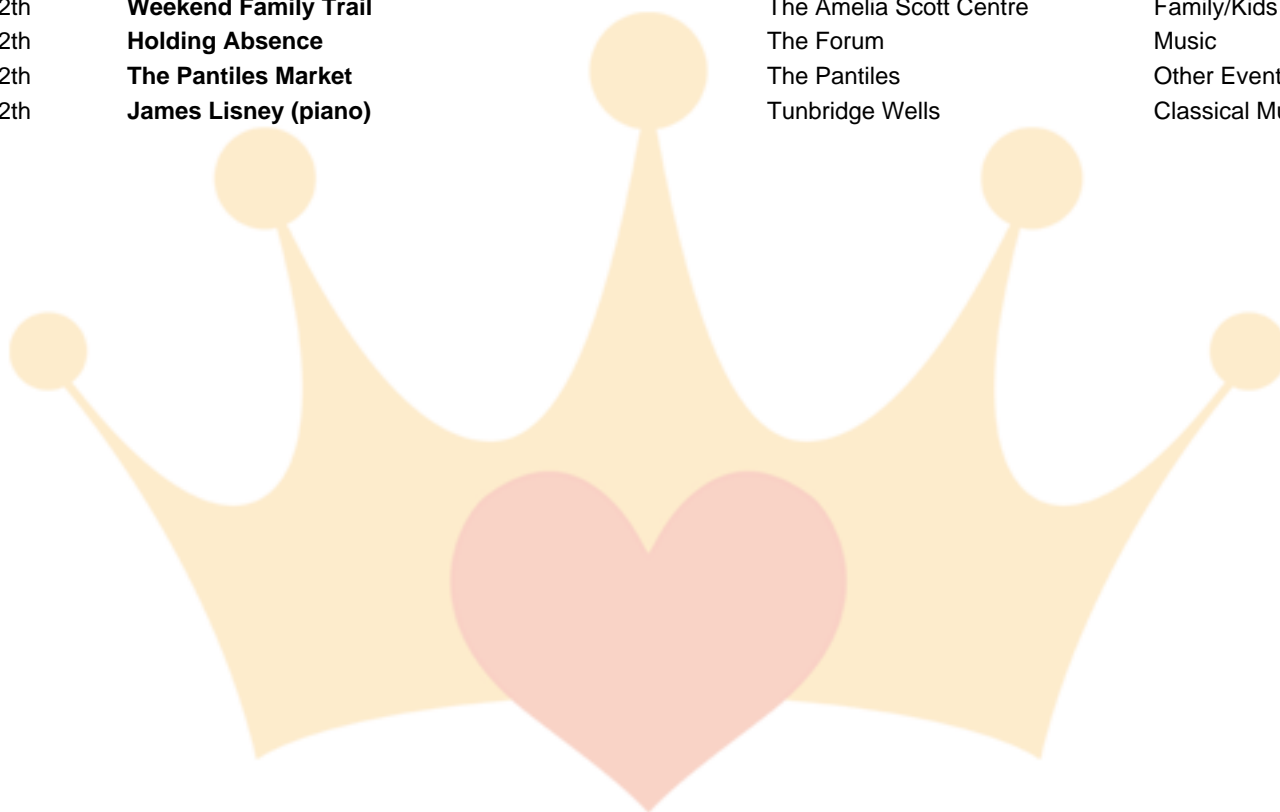 2th Weekend Family Trail The Amelia Scott Centre Family/Kids
2th Holding Absence The Forum Music
2th The Pantiles Market The Pantiles Other Event
2th James Lisney (piano) Tunbridge Wells Classical Mu